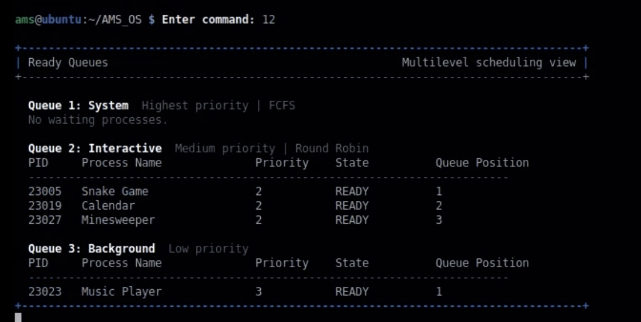 ams@ubuntu:~/AMS_OS $ Enter command: 12
+------------------------------------------------------------------------------------+
| Ready Queues Multilevel scheduling view |
+------------------------------------------------------------------------------------+
Queue 1: System Highest priority | FCFS
No waiting processes.
Queue 2: Interactive Medium priority | Round Robin
PID Process Name Priority State Queue Position
------------------------------------------------------------------------
23005 Snake Game 2 READY 1
23019 Calendar 2 READY 2
23027 Minesweeper 2 READY 3
Queue 3: Background Low priority
PID Process Name Priority State Queue Position
------------------------------------------------------------------------
23023 Music Player 3 READY 1
+------------------------------------------------------------------------------------+